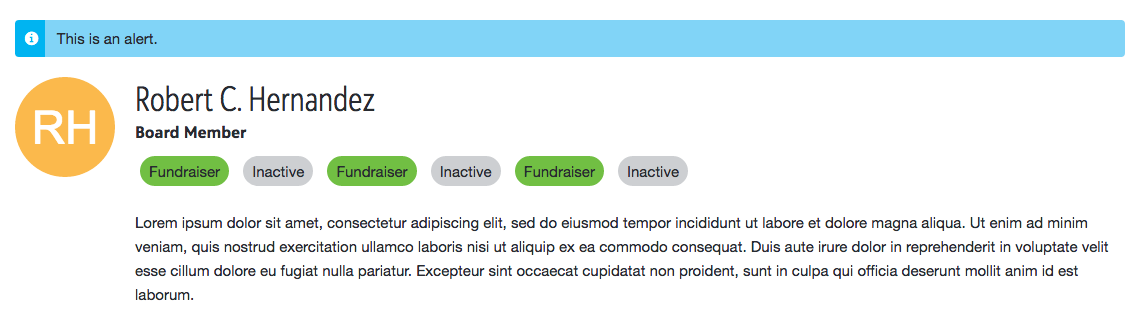 This is an alert.
RH
Robert C. Hernandez
Board Member
Fundraiser Inactive Fundraiser Inactive Fundraiser Inactive
Lorem ipsum dolor sit amet, consectetur adipiscing elit, sed do eiusmod tempor incididunt ut labore et dolore magna aliqua. Ut enim ad minim
veniam, quis nostrud exercitation ullamco laboris nisi ut aliquip ex ea commodo consequat. Duis aute irure dolor in reprehenderit in voluptate velit
esse cillum dolore eu fugiat nulla pariatur. Excepteur sint occaecat cupidatat non proident, sunt in culpa qui officia deserunt mollit anim id est
laborum.